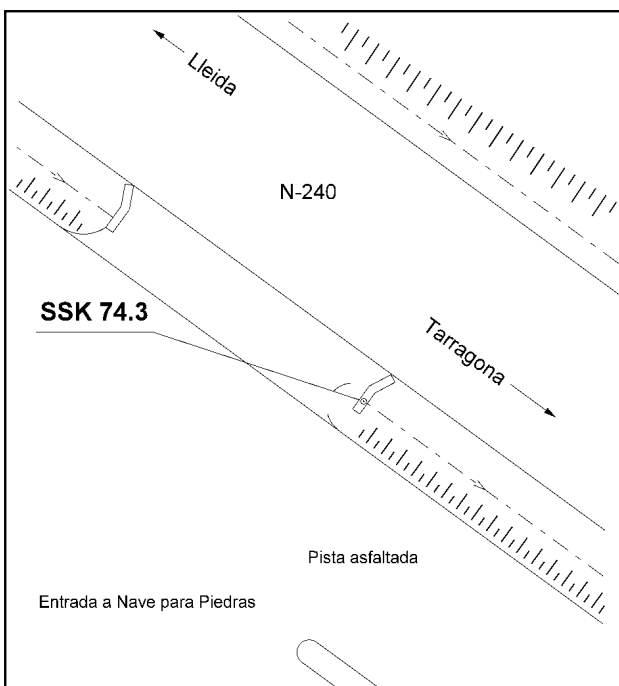 Lleida
N-240
SSK 74.3
Tarragona
Pista asfaltada
Entrada a Nave para Piedras